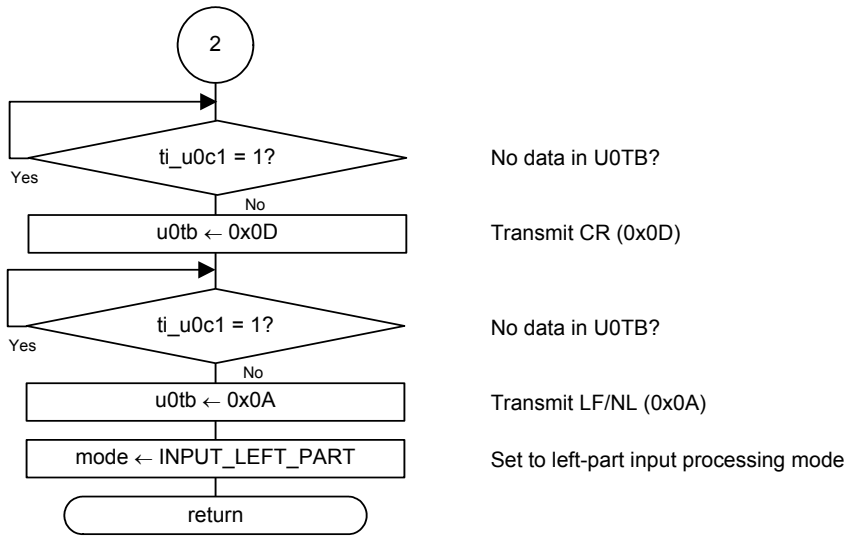 2
ti_u0c1 = 1? No data in U0TB?
Yes
No
u0tb ← 0x0D Transmit CR (0x0D)
ti_u0c1 = 1? No data in U0TB?
Yes
No
u0tb ← 0x0A Transmit LF/NL (0x0A)
mode ← INPUT_LEFT_PART Set to left-part input processing mode
return